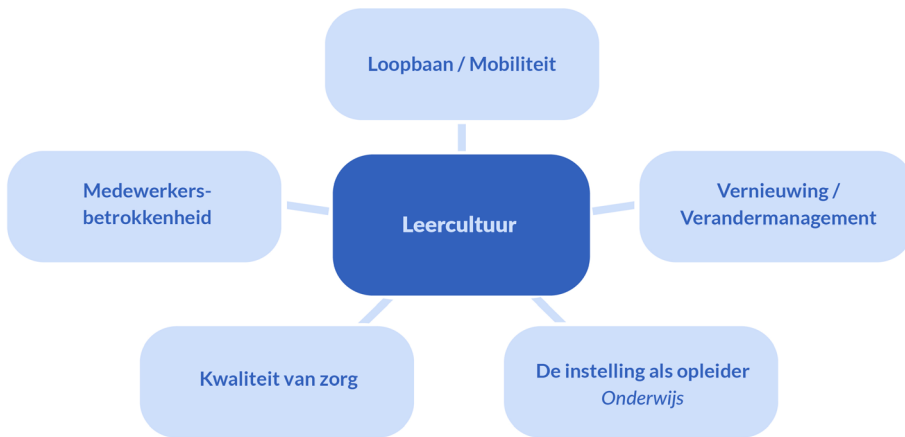 Loopbaan / Mobiliteit
Medewerkers-
betrokkenheid
Leercultuur
Vernieuwing /
Verandermanagement
Kwaliteit van zorg
De instelling als opleider
Onderwijs